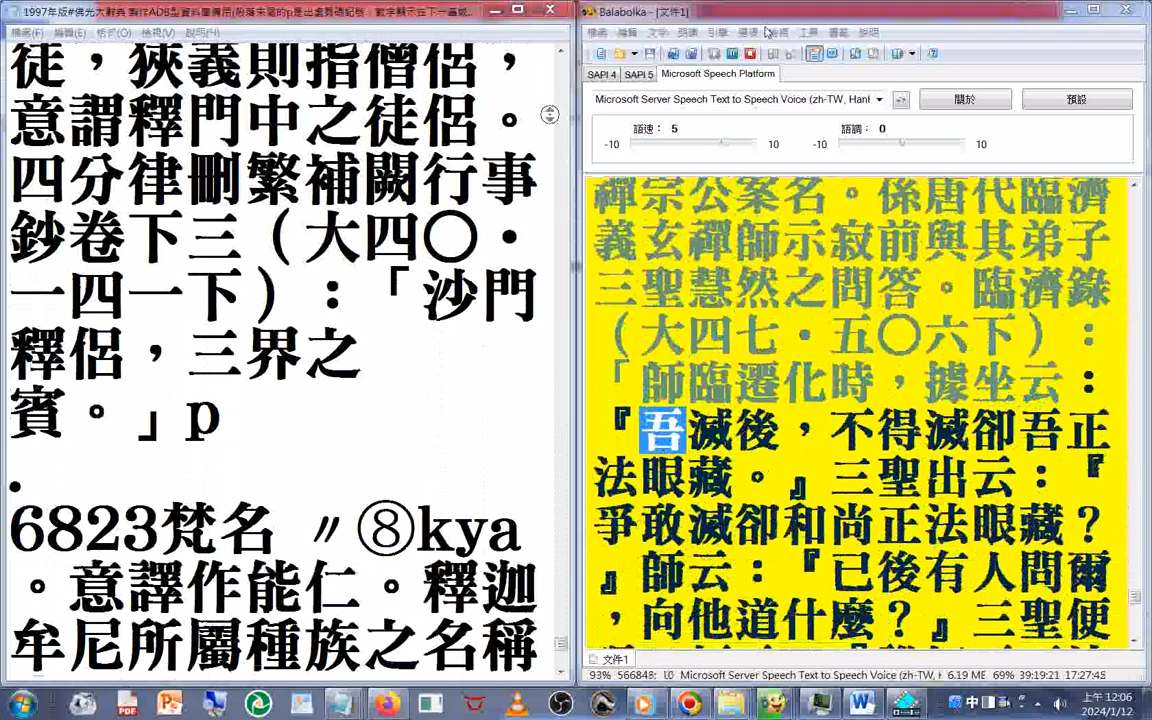 徒，狹義則指僧侶，
意謂釋門中之徒侶。
四分律刪繁補闕行事
鈔卷下三（大四〇・
一四一下）：「沙門
釋侶，三界之
賓。」p
.
6823梵名〃⑧kya
。意譯作能仁。釋迦
牟尼所屬種族之名稱
Balabolka - [文件1]
SAPI 4 SAPI 5 Microsoft Speech Platform
Microsoft Server Speech Text to Speech Voice (zh-TW, Hanl 關於 預設
語速： 5 語調： 0
-10 10 -10 10
禪宗公案名。係唐代臨濟
義玄禪師示寂前與其弟子
三聖慧然之問答。臨濟錄
（大四七・五〇六下）：
「師臨遷化時，據坐云：
『吾滅後，不得滅卻吾正
法眼藏。』三聖出云：『
爭敢滅卻和尚正法眼藏？
』師云：『已後有人問爾
，向他道什麼？』三聖便
文件1
93% 566848: Microsoft Server Speech Text to Speech Voice (zh-TW, 6.19 MB 69% 39:19:21 17:27:45
上午 12:06
2024/1/12